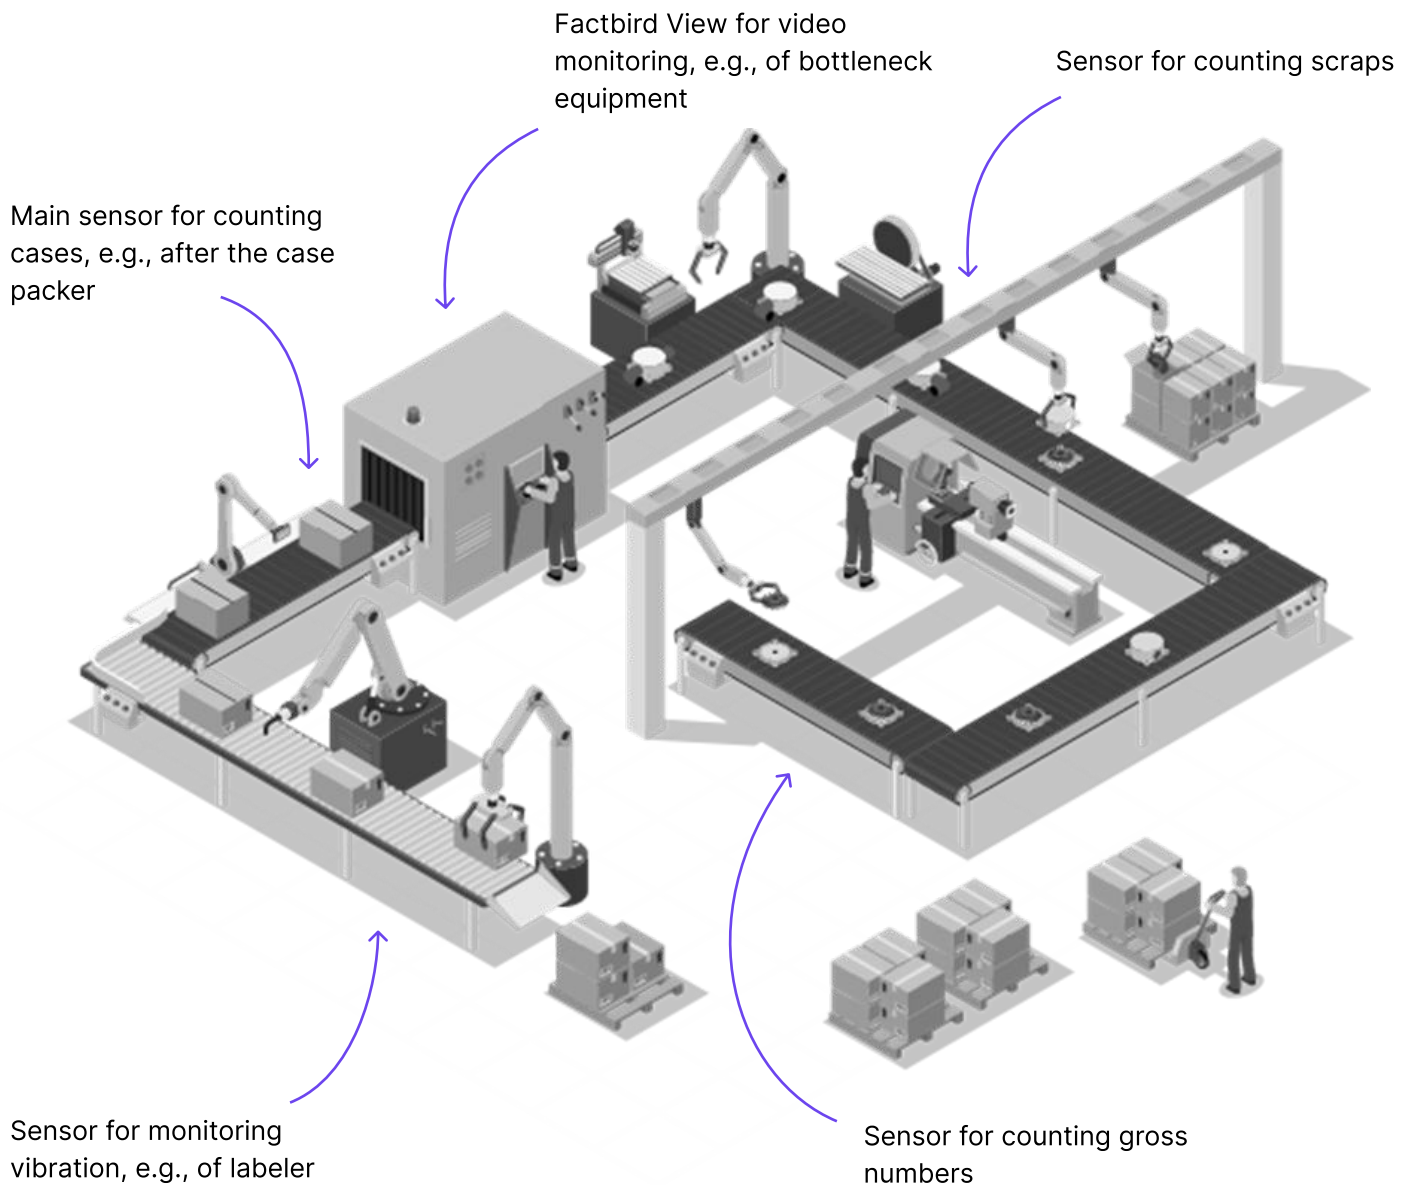 Factbird View for video
monitoring, e.g., of bottleneck
equipment
Sensor for counting scraps
Main sensor for counting
cases, e.g., after the case
packer
Sensor for monitoring
vibration, e.g., of labeler
Sensor for counting gross
numbers